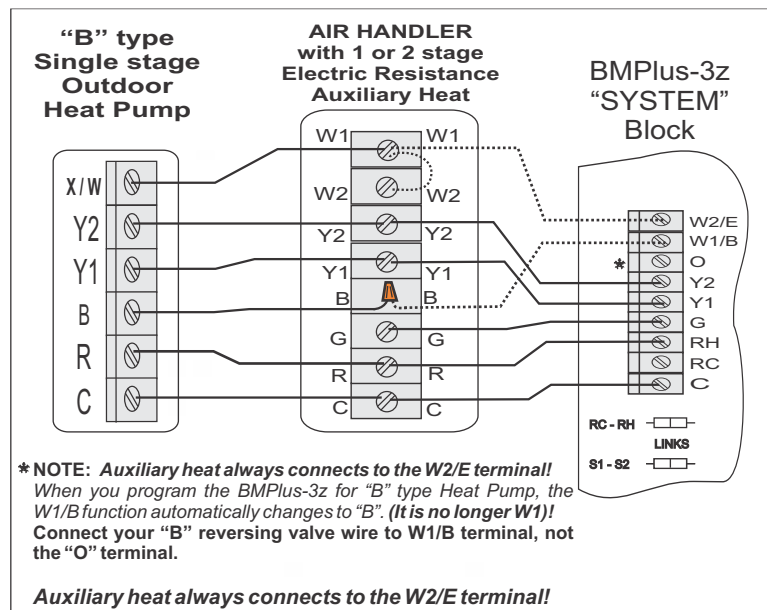 “B” type
Single stage
Outdoor
Heat Pump
AIR HANDLER
with 1 or 2 stage
Electric Resistance
Auxiliary Heat
BMPlus-3z
“SYSTEM”
Block
X/W
Y2
Y1
B
R
C
W1
W2
Y2
Y1
B
G
R
C
W1
W2
Y2
Y1
B
G
R
C
W2/E
W1/B
* O
Y2
Y1
G
RH
RC
C
RC - RH
LINKS
S1 - S2
* NOTE: Auxiliary heat always connects to the W2/E terminal!
When you program the BMPlus-3z for “B” type Heat Pump, the
W1/B function automatically changes to “B”. (It is no longer W1)!
Connect your “B” reversing valve wire to W1/B terminal, not
the “O” terminal.
Auxiliary heat always connects to the W2/E terminal!